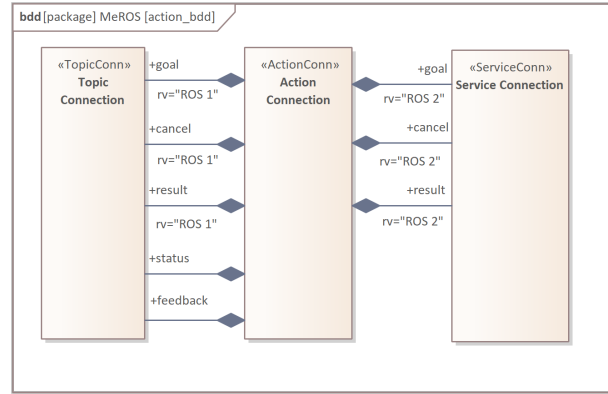 bdd [package] MeROS [action_bdd]
«TopicConn»
Topic
Connection
+goal
rv="ROS 1"
+cancel
rv="ROS 1"
+result
rv="ROS 1"
+status
+feedback
«ActionConn»
Action
Connection
+goal
rv="ROS 2"
+cancel
rv="ROS 2"
+result
rv="ROS 2"
«ServiceConn»
Service Connection